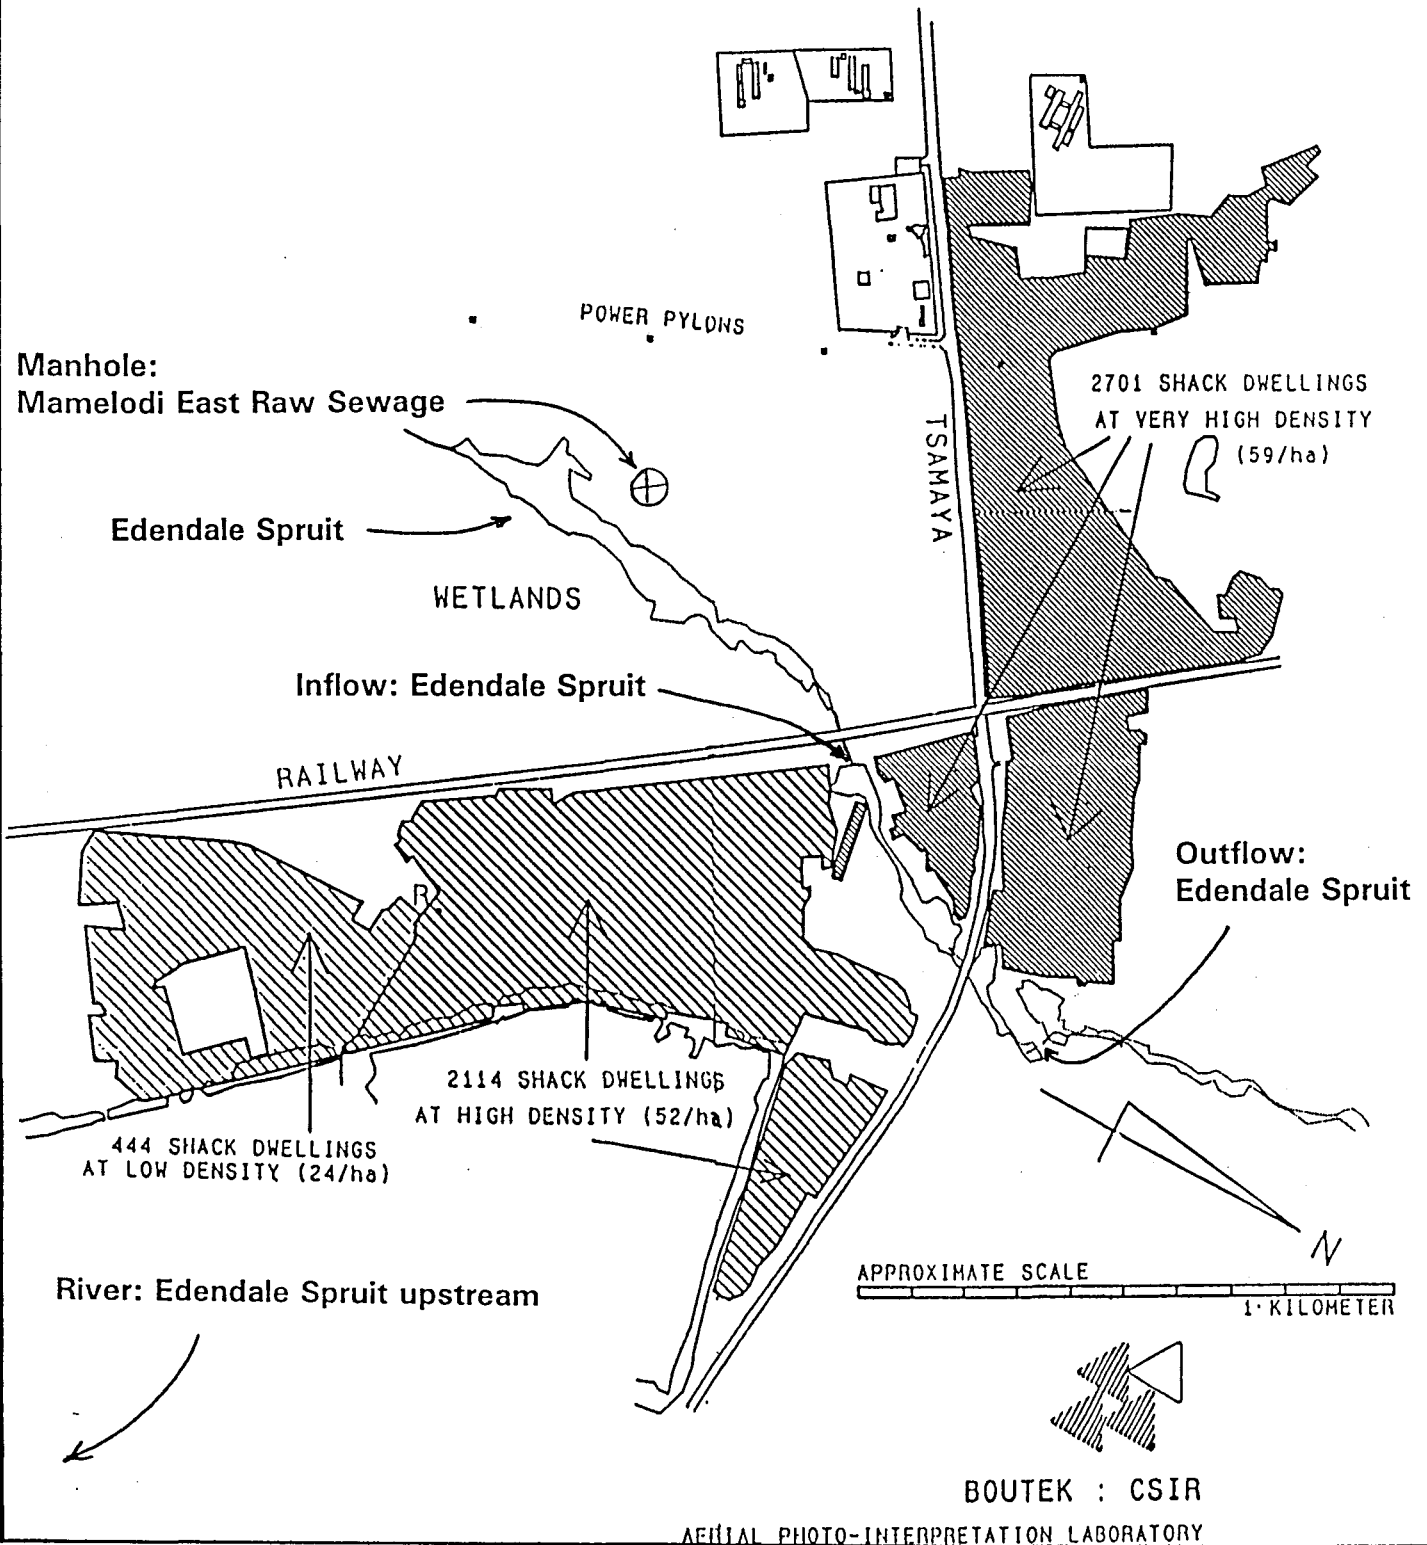 POWER PYLONS
Manhole:
Mamelodi East Raw Sewage
2701 SHACK DWELLINGS
AT VERY HIGH DENSITY
(59/ha)
TSAMAYA
Edendale Spruit
WETLANDS
Inflow: Edendale Spruit
RAILWAY
Outflow:
Edendale Spruit
R
2114 SHACK DWELLINGS
AT HIGH DENSITY (52/ha)
444 SHACK DWELLINGS
AT LOW DENSITY (24/ha)
N
River: Edendale Spruit upstream
APPROXIMATE SCALE
1 KILOMETER
BOUTEK : CSIR
AERIAL PHOTO-INTERPRETATION LABORATORY